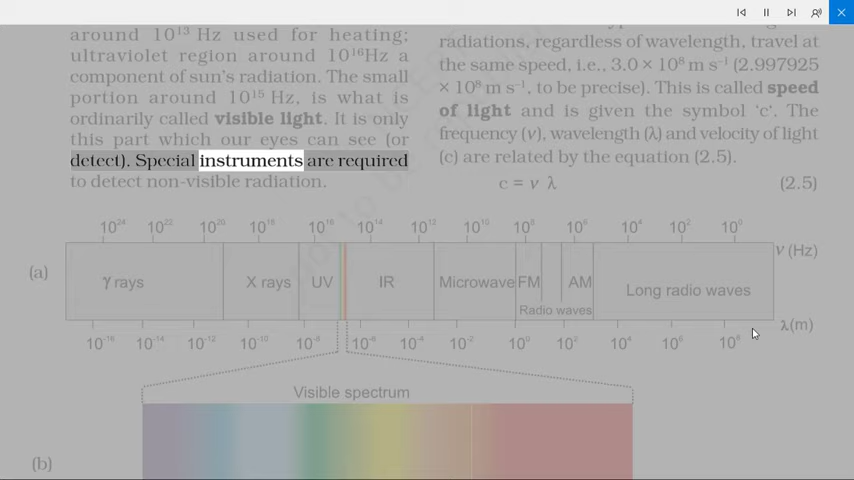 around 10¹³ Hz used for heating;
ultraviolet region around 10¹⁶Hz a
component of sun's radiation. The small
portion around 10¹⁵ Hz, is what is
ordinarily called visible light. It is only
this part which our eyes can see (or
detect). Special instruments are required
to detect non-visible radiation.
radiations, regardless of wavelength, travel at
the same speed, i.e., 3.0 × 10⁸ m s⁻¹ (2.997925
× 10⁸ m s⁻¹, to be precise). This is called speed
of light and is given the symbol 'c'. The
frequency (ν), wavelength (λ) and velocity of light
(c) are related by the equation (2.5).
c = ν λ (2.5)
10²⁴ 10²² 10²⁰ 10¹⁸ 10¹⁶ 10¹⁴ 10¹² 10¹⁰ 10⁸ 10⁶ 10⁴ 10² 10⁰
ν (Hz)
(a)
γ rays X rays UV IR Microwave FM AM Long radio waves
Radio waves
λ(m)
10⁻¹⁶ 10⁻¹⁴ 10⁻¹² 10⁻¹⁰ 10⁻⁸ 10⁻⁶ 10⁻⁴ 10⁻² 10⁰ 10² 10⁴ 10⁶ 10⁸
Visible spectrum
(b)